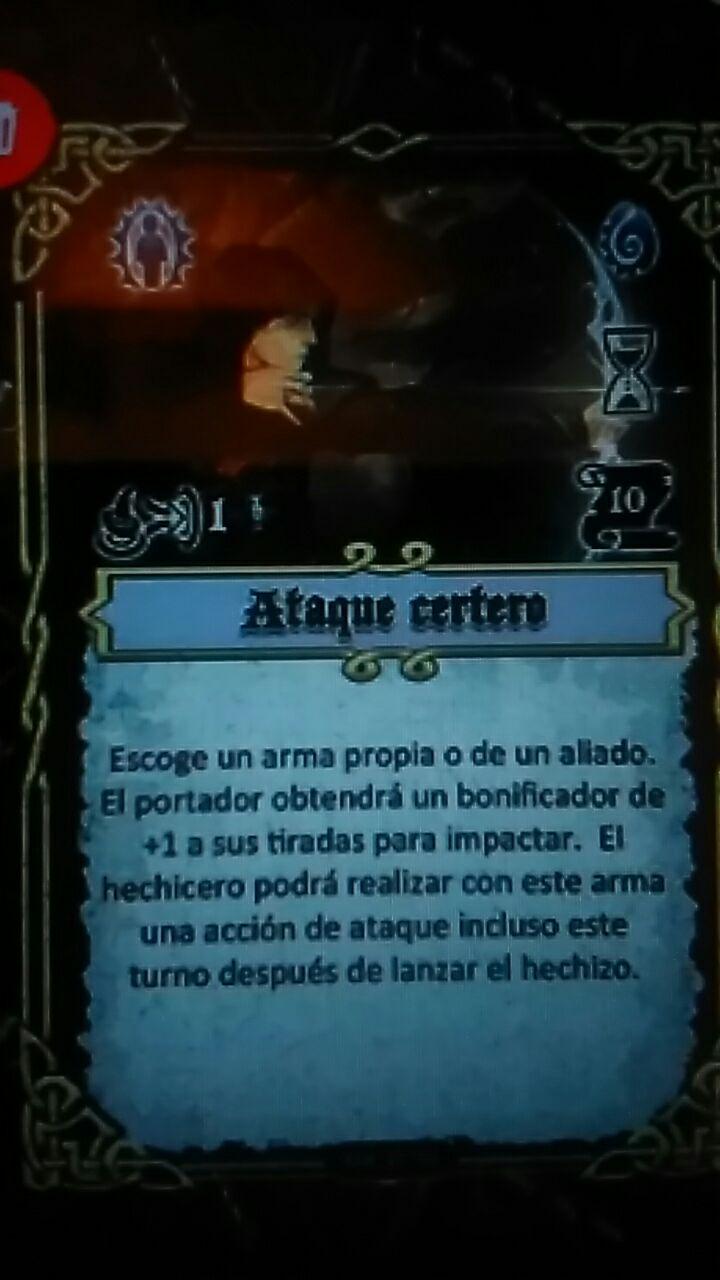 1
10
Ataque certero
Escoge un arma propia o de un aliado.
El portador obtendrá un bonificador de
+1 a sus tiradas para impactar. El
hechicero podrá realizar con este arma
una acción de ataque incluso este
turno después de lanzar el hechizo.